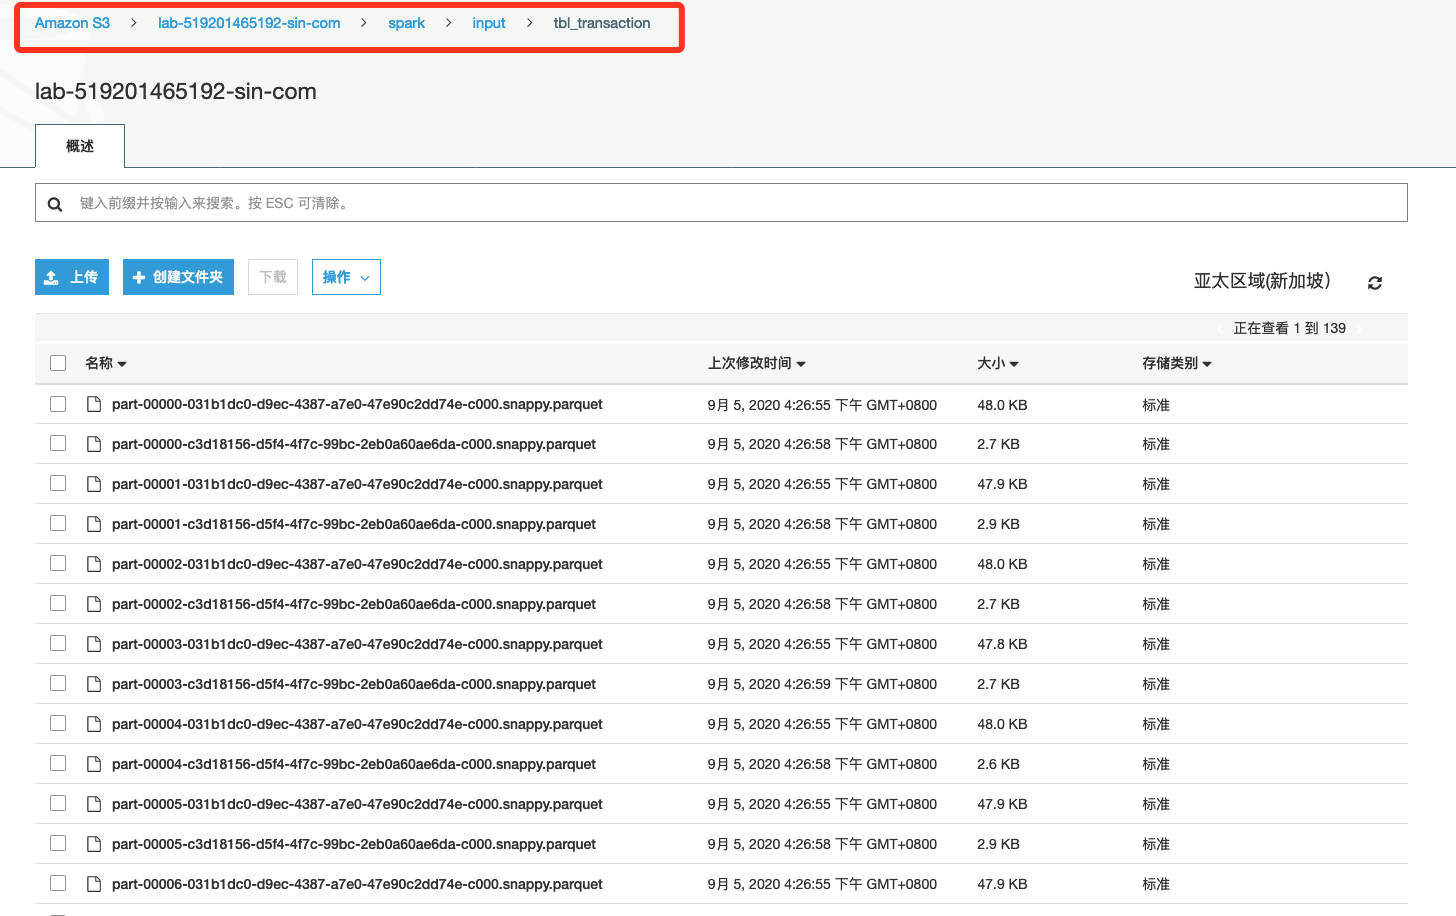 Amazon S3 > lab-519201465192-sin-com > spark > input > tbl_transaction
lab-519201465192-sin-com
概述
键入前缀并按输入来搜索。按 ESC 可清除。
上传 创建文件夹 下载 操作 亚太区域(新加坡)
正在查看 1 到 139
名称 上次修改时间 大小 存储类别
part-00000-031b1dc0-d9ec-4387-a7e0-47e90c2dd74e-c000.snappy.parquet 9月 5, 2020 4:26:55 下午 GMT+0800 48.0 KB 标准
part-00000-c3d18156-d5f4-4f7c-99bc-2eb0a60ae6da-c000.snappy.parquet 9月 5, 2020 4:26:58 下午 GMT+0800 2.7 KB 标准
part-00001-031b1dc0-d9ec-4387-a7e0-47e90c2dd74e-c000.snappy.parquet 9月 5, 2020 4:26:55 下午 GMT+0800 47.9 KB 标准
part-00001-c3d18156-d5f4-4f7c-99bc-2eb0a60ae6da-c000.snappy.parquet 9月 5, 2020 4:26:58 下午 GMT+0800 2.9 KB 标准
part-00002-031b1dc0-d9ec-4387-a7e0-47e90c2dd74e-c000.snappy.parquet 9月 5, 2020 4:26:55 下午 GMT+0800 48.0 KB 标准
part-00002-c3d18156-d5f4-4f7c-99bc-2eb0a60ae6da-c000.snappy.parquet 9月 5, 2020 4:26:58 下午 GMT+0800 2.7 KB 标准
part-00003-031b1dc0-d9ec-4387-a7e0-47e90c2dd74e-c000.snappy.parquet 9月 5, 2020 4:26:55 下午 GMT+0800 47.8 KB 标准
part-00003-c3d18156-d5f4-4f7c-99bc-2eb0a60ae6da-c000.snappy.parquet 9月 5, 2020 4:26:59 下午 GMT+0800 2.7 KB 标准
part-00004-031b1dc0-d9ec-4387-a7e0-47e90c2dd74e-c000.snappy.parquet 9月 5, 2020 4:26:55 下午 GMT+0800 48.0 KB 标准
part-00004-c3d18156-d5f4-4f7c-99bc-2eb0a60ae6da-c000.snappy.parquet 9月 5, 2020 4:26:58 下午 GMT+0800 2.6 KB 标准
part-00005-031b1dc0-d9ec-4387-a7e0-47e90c2dd74e-c000.snappy.parquet 9月 5, 2020 4:26:55 下午 GMT+0800 47.9 KB 标准
part-00005-c3d18156-d5f4-4f7c-99bc-2eb0a60ae6da-c000.snappy.parquet 9月 5, 2020 4:26:58 下午 GMT+0800 2.9 KB 标准
part-00006-031b1dc0-d9ec-4387-a7e0-47e90c2dd74e-c000.snappy.parquet 9月 5, 2020 4:26:55 下午 GMT+0800 47.9 KB 标准